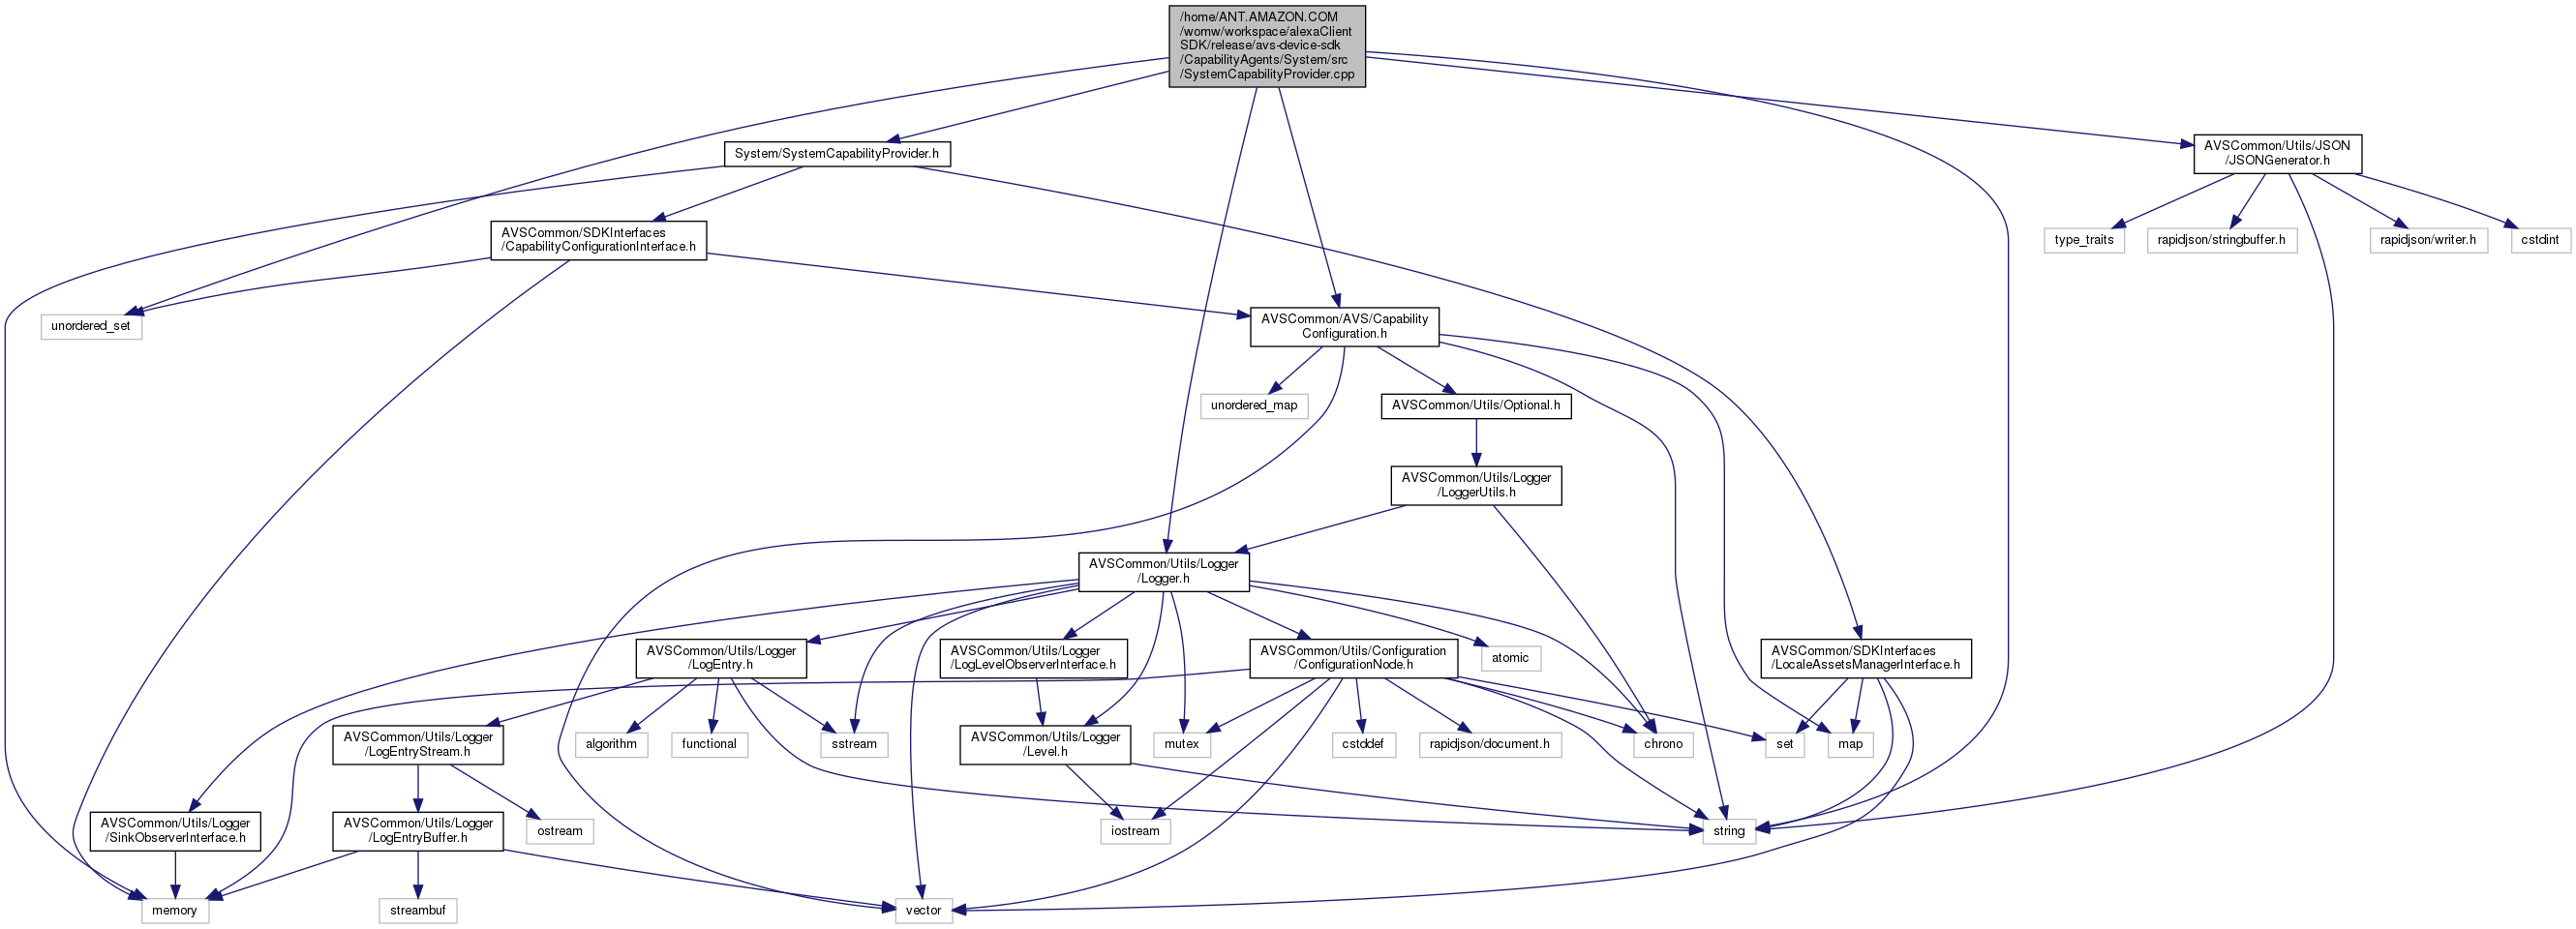 /home/ANT.AMAZON.COM
/womw/workspace/alexaClient
SDK/release/avs-device-sdk
/CapabilityAgents/System/src
/SystemCapabilityProvider.cpp
System/SystemCapabilityProvider.h
AVSCommon/Utils/JSON
/JSONGenerator.h
AVSCommon/SDKInterfaces
/CapabilityConfigurationInterface.h
type_traits
rapidjson/stringbuffer.h
rapidjson/writer.h
cstdint
unordered_set
AVSCommon/AVS/Capability
Configuration.h
unordered_map
AVSCommon/Utils/Optional.h
AVSCommon/Utils/Logger
/LoggerUtils.h
AVSCommon/Utils/Logger
/Logger.h
AVSCommon/Utils/Logger
/LogEntry.h
AVSCommon/Utils/Logger
/LogLevelObserverInterface.h
AVSCommon/Utils/Configuration
/ConfigurationNode.h
atomic
AVSCommon/SDKInterfaces
/LocaleAssetsManagerInterface.h
AVSCommon/Utils/Logger
/LogEntryStream.h
algorithm
functional
sstream
AVSCommon/Utils/Logger
/Level.h
mutex
cstddef
rapidjson/document.h
chrono
set
map
AVSCommon/Utils/Logger
/SinkObserverInterface.h
AVSCommon/Utils/Logger
/LogEntryBuffer.h
ostream
iostream
string
memory
streambuf
vector